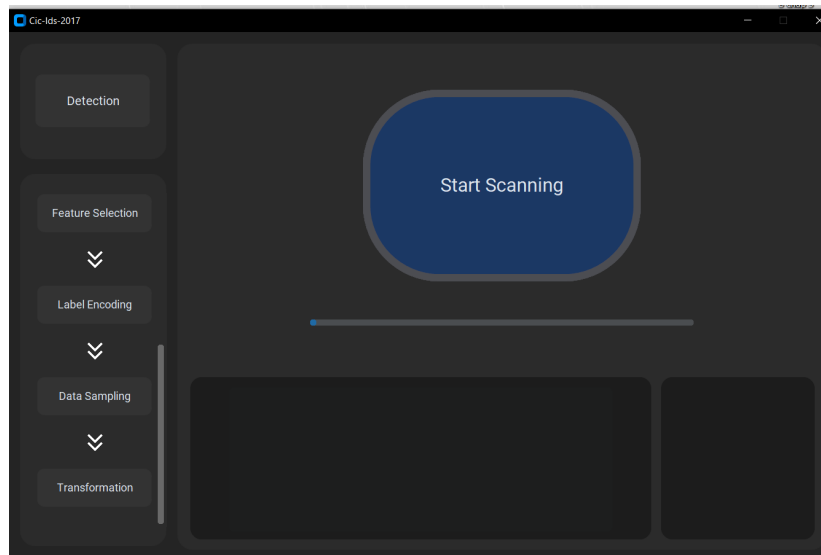 Cic-Ids-2017
Detection
Start Scanning
Feature Selection
Label Encoding
Data Sampling
Transformation